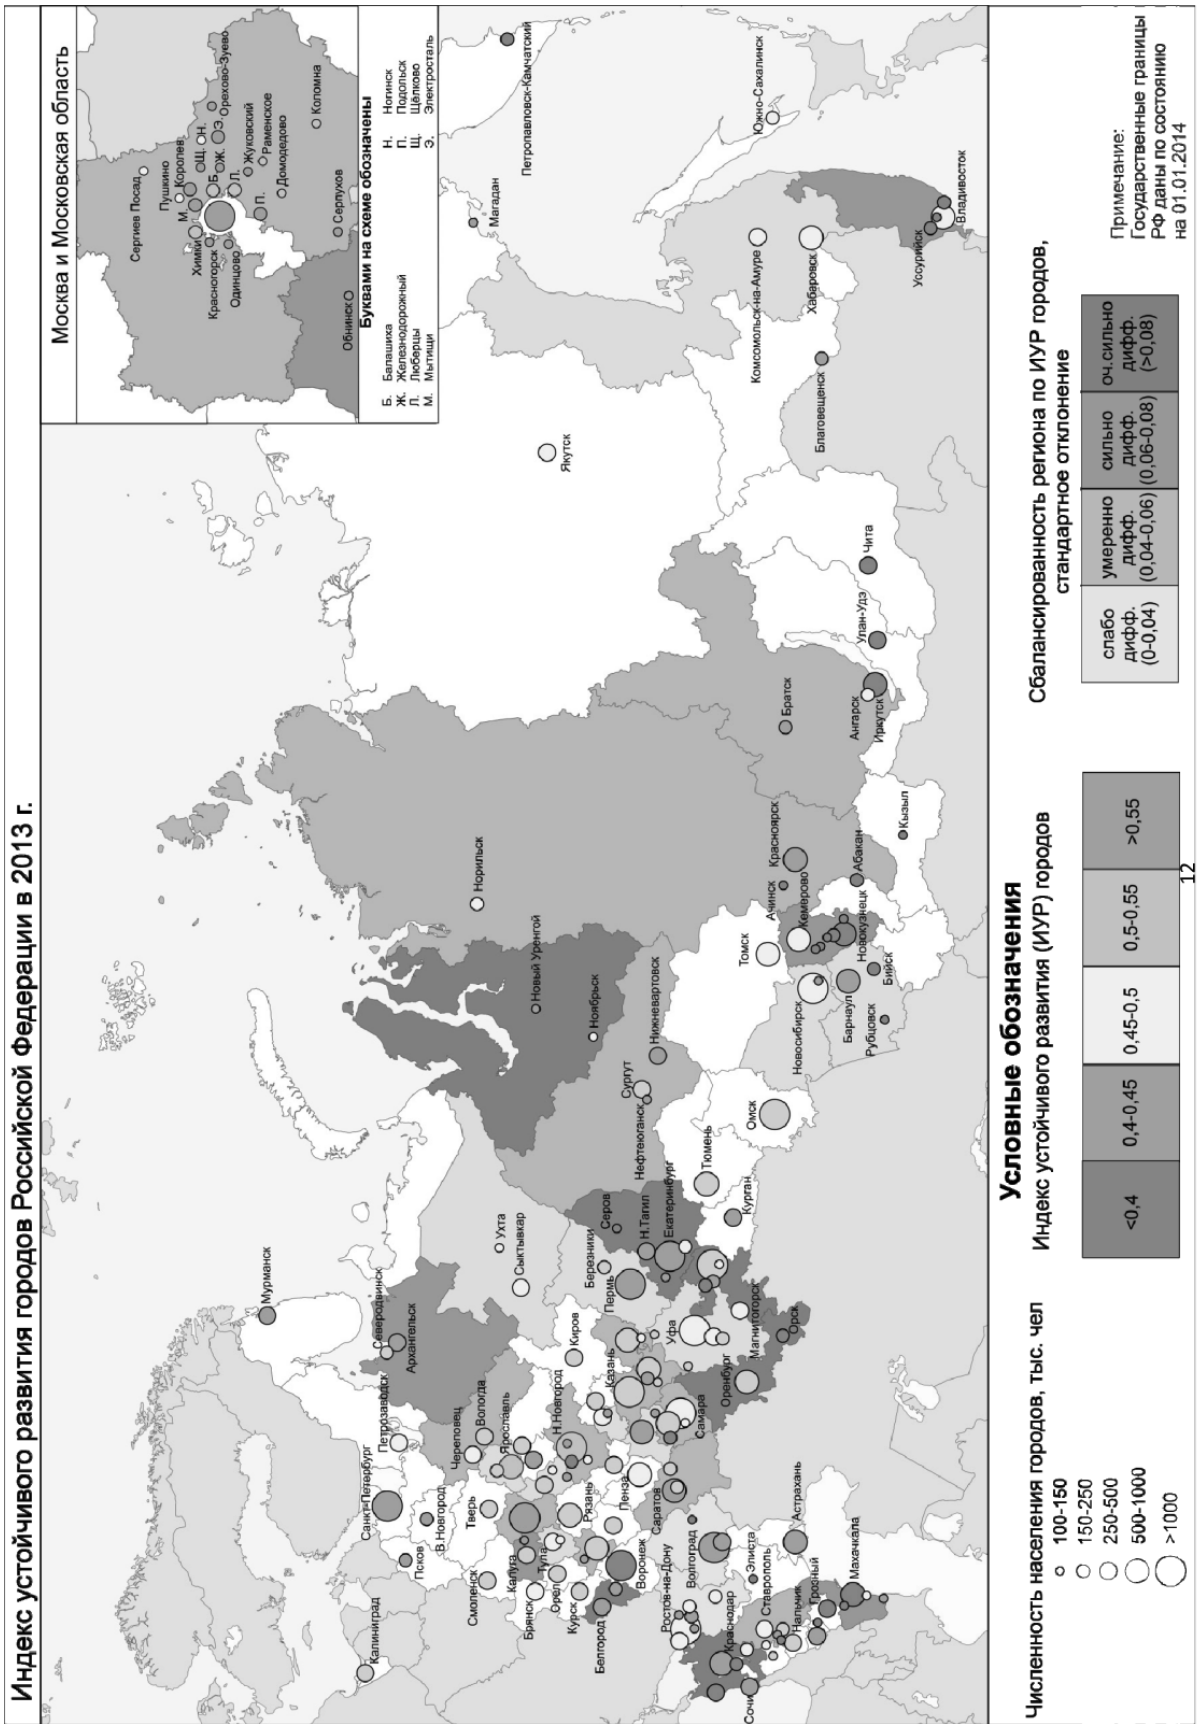 Индекс устойчивого развития городов Российской Федерации в 2013 г.
Москва и Московская область
Сергиев Посад
Пушкино
Королев
М.
Щ.
Н.
Орехово-Зуево
Э.
Ж.
Б.
Химки
Красногорск
Одинцово
Л.
Жуковский
Раменское
П.
Домодедово
Коломна
Серпухов
Обнинск
Буквами на схеме обозначены
Б. Балашиха
Ж. Железнодорожный
Л. Люберцы
М. Мытищи
Н. Ногинск
П. Подольск
Щ. Щёлково
Э. Электросталь
Мурманск
Северодвинск
Архангельск
Петрозаводск
Санкт-Петербург
Псков
В.Новгород
Калининград
Череповец
Вологда
Ярославль
Тверь
Смоленск
Калуга
Брянск
Тула
Орел
Курск
Белгород
Воронеж
Рязань
Н.Новгород
Киров
Казань
Пенза
Саратов
Самара
Ухта
Сыктывкар
Березники
Пермь
Серов
Н.Тагил
Екатеринбург
Уфа
Оренбург
Магнитогорск
Орск
Курган
Тюмень
Ростов-на-Дону
Волгоград
Элиста
Астрахань
Краснодар
Сочи
Ставрополь
Нальчик
Грозный
Махачкала
Новый Уренгой
Ноябрьск
Нижневартовск
Сургут
Нефтеюганск
Омск
Норильск
Томск
Новосибирск
Барнаул
Рубцовск
Бийск
Новокузнецк
Кемерово
Ачинск
Красноярск
Абакан
Кызыл
Братск
Ангарск
Иркутск
Улан-Удэ
Чита
Якутск
Магадан
Петропавловск-Камчатский
Благовещенск
Комсомольск-на-Амуре
Хабаровск
Южно-Сахалинск
Уссурийск
Владивосток
Условные обозначения
Численность населения городов, тыс. чел
100-150
150-250
250-500
500-1000
>1000
Индекс устойчивого развития (ИУР) городов
<0,4
0,4-0,45
0,45-0,5
0,5-0,55
>0,55
Сбалансированность региона по ИУР городов,
стандартное отклонение
слабо
дифф.
(0-0,04)
умеренно
дифф.
(0,04-0,06)
сильно
дифф.
(0,06-0,08)
оч.сильно
дифф.
(>0,08)
Примечание:
Государственные границы
РФ даны по состоянию
на 01.01.2014
12